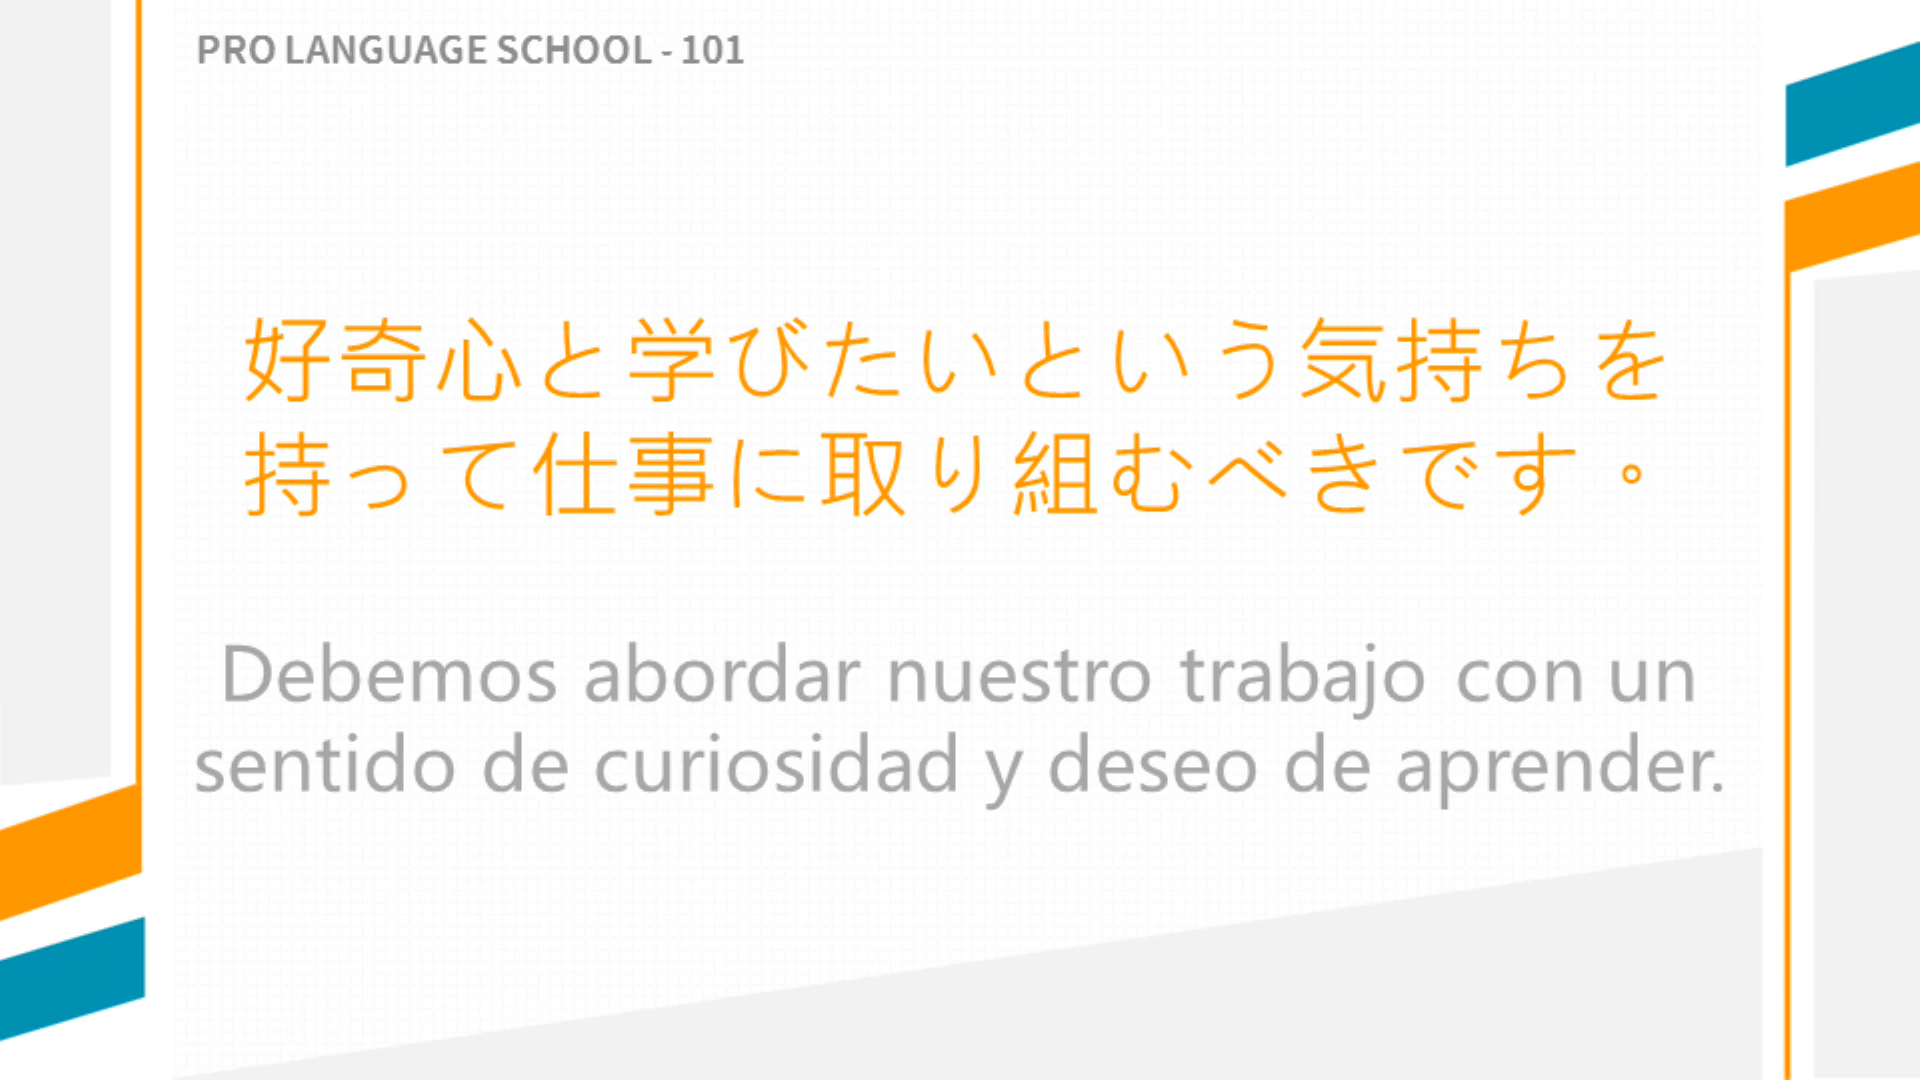 PRO LANGUAGE SCHOOL - 101
好奇心と学びたいという気持ちを
持って仕事に取り組むべきです。
Debemos abordar nuestro trabajo con un
sentido de curiosidad y deseo de aprender.